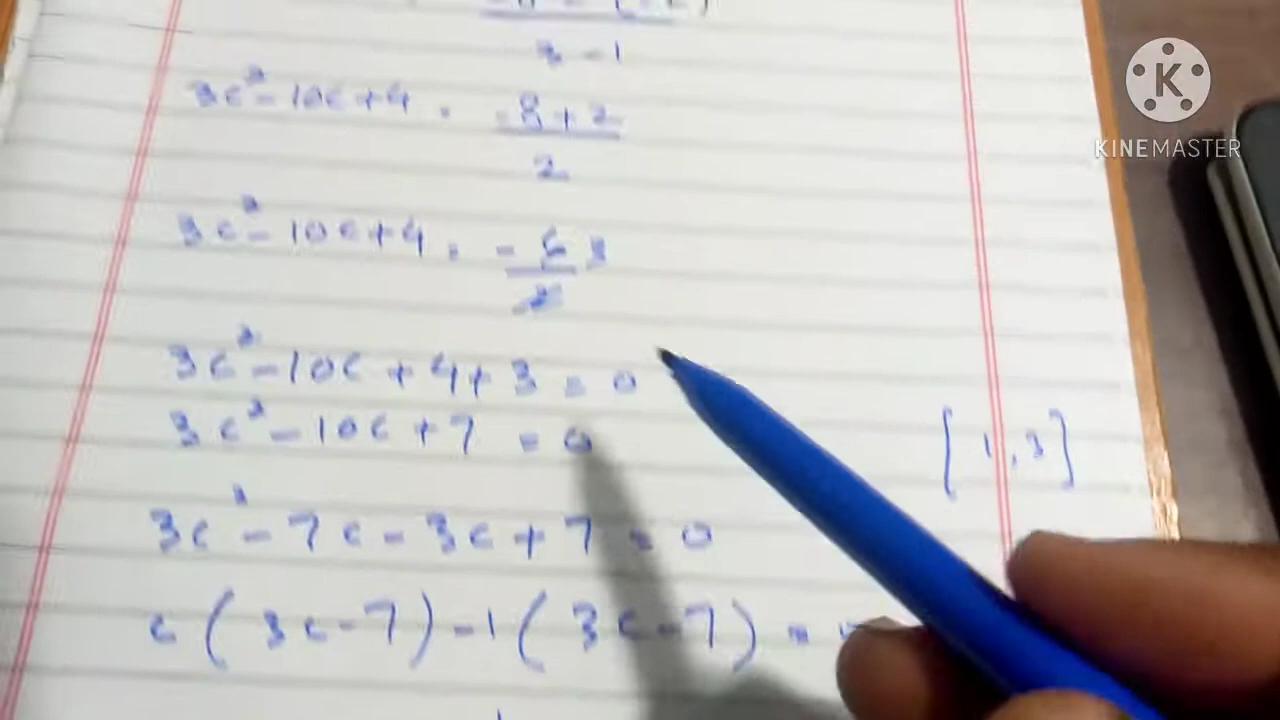 3 - 1
3c² - 10c + 4 = -8 + 2 / 2
3c² - 10c + 4 = -6 3 / 2
3c² - 10c + 4 + 3 = 0
3c² - 10c + 7 = 0
[1, 3]
3c² - 7c - 3c + 7 = 0
c(3c - 7) - 1(3c - 7) =
KINEMASTER